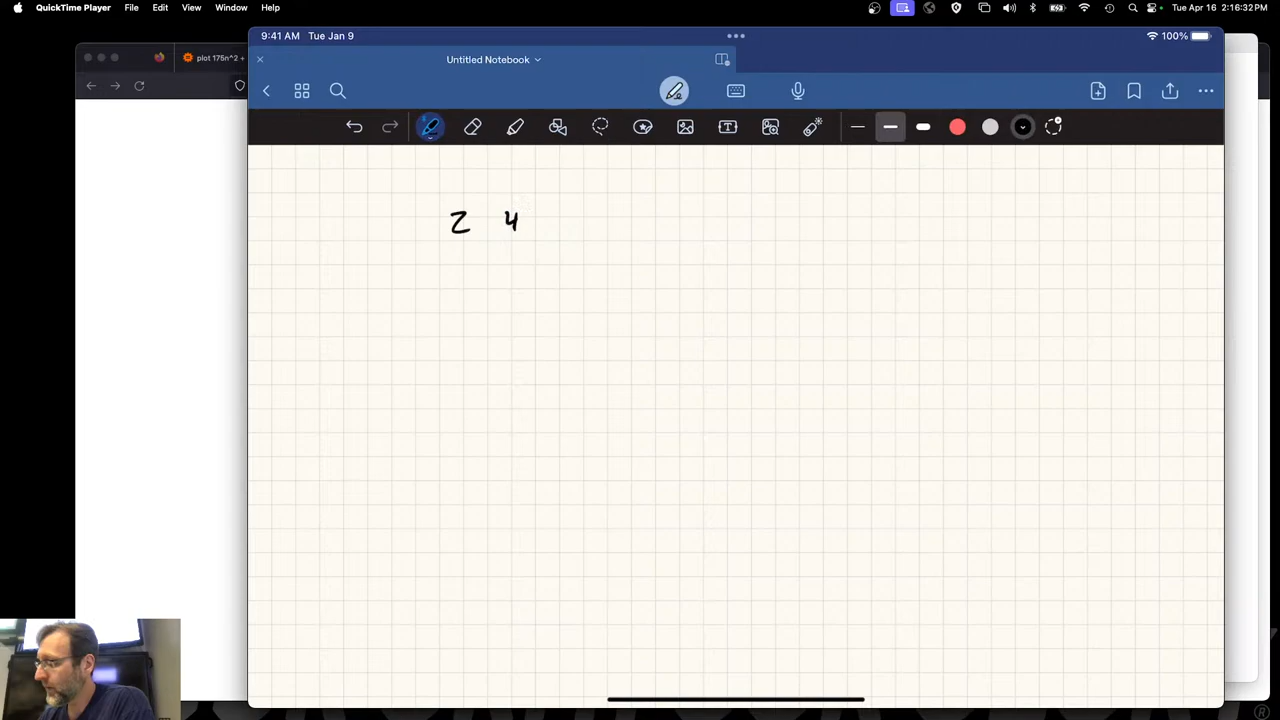 QuickTime Player File Edit View Window Help Tue Apr 16 2:16:32 PM
9:41 AM Tue Jan 9 100%
plot 175n^2 +
Untitled Notebook
2 4